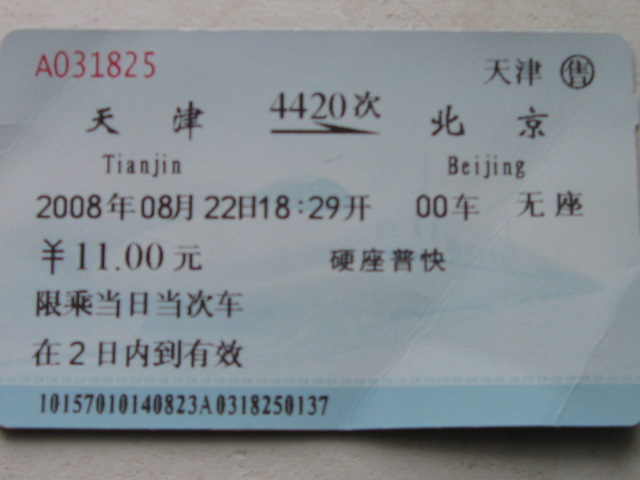 A031825 天津 售
天津 4420次 北京
Tianjin Beijing
2008年08月22日18:29开 00车 无座
￥11.00元 硬座普快
限乘当日当次车
在2日内到有效
10157010140823A0318250137